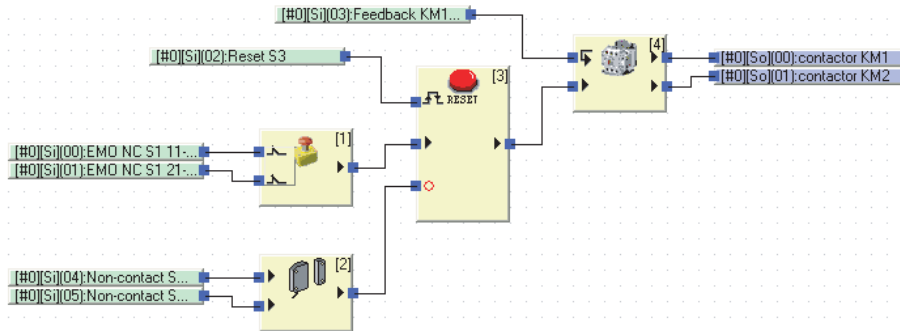 [#0][Si](03):Feedback KM1...
[4]
[#0][Si](02):Reset S3
[#0][So](00):contactor KM1
[3]
[#0][So](01):contactor KM2
RESET
[#0][Si](00):EMO NC S1 11-...
[1]
[#0][Si](01):EMO NC S1 21-...
[2]
[#0][Si](04):Non-contact S...
[#0][Si](05):Non-contact S...